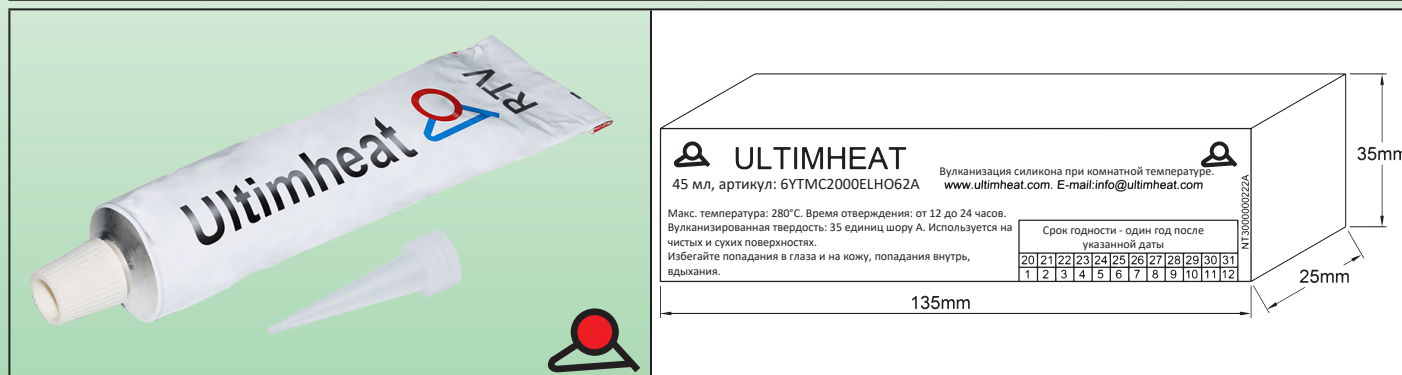 Ultimheat
RTV
ULTIMHEAT
45 мл, артикул: 6YTMC2000ELHO62A
Вулканизация силикона при комнатной температуре.
www.ultimheat.com. E-mail:info@ultimheat.com
Макс. температура: 280°C. Время отверждения: от 12 до 24 часов.
Вулканизированная твердость: 35 единиц шору А. Используется на
чистых и сухих поверхностях.
Избегайте попадания в глаза и на кожу, попадания внутрь,
вдыхания.
Срок годности - один год после
указанной даты
20 21 22 23 24 25 26 27 28 29 30 31
1 2 3 4 5 6 7 8 9 10 11 12
NT3000000222A
35mm
25mm
135mm